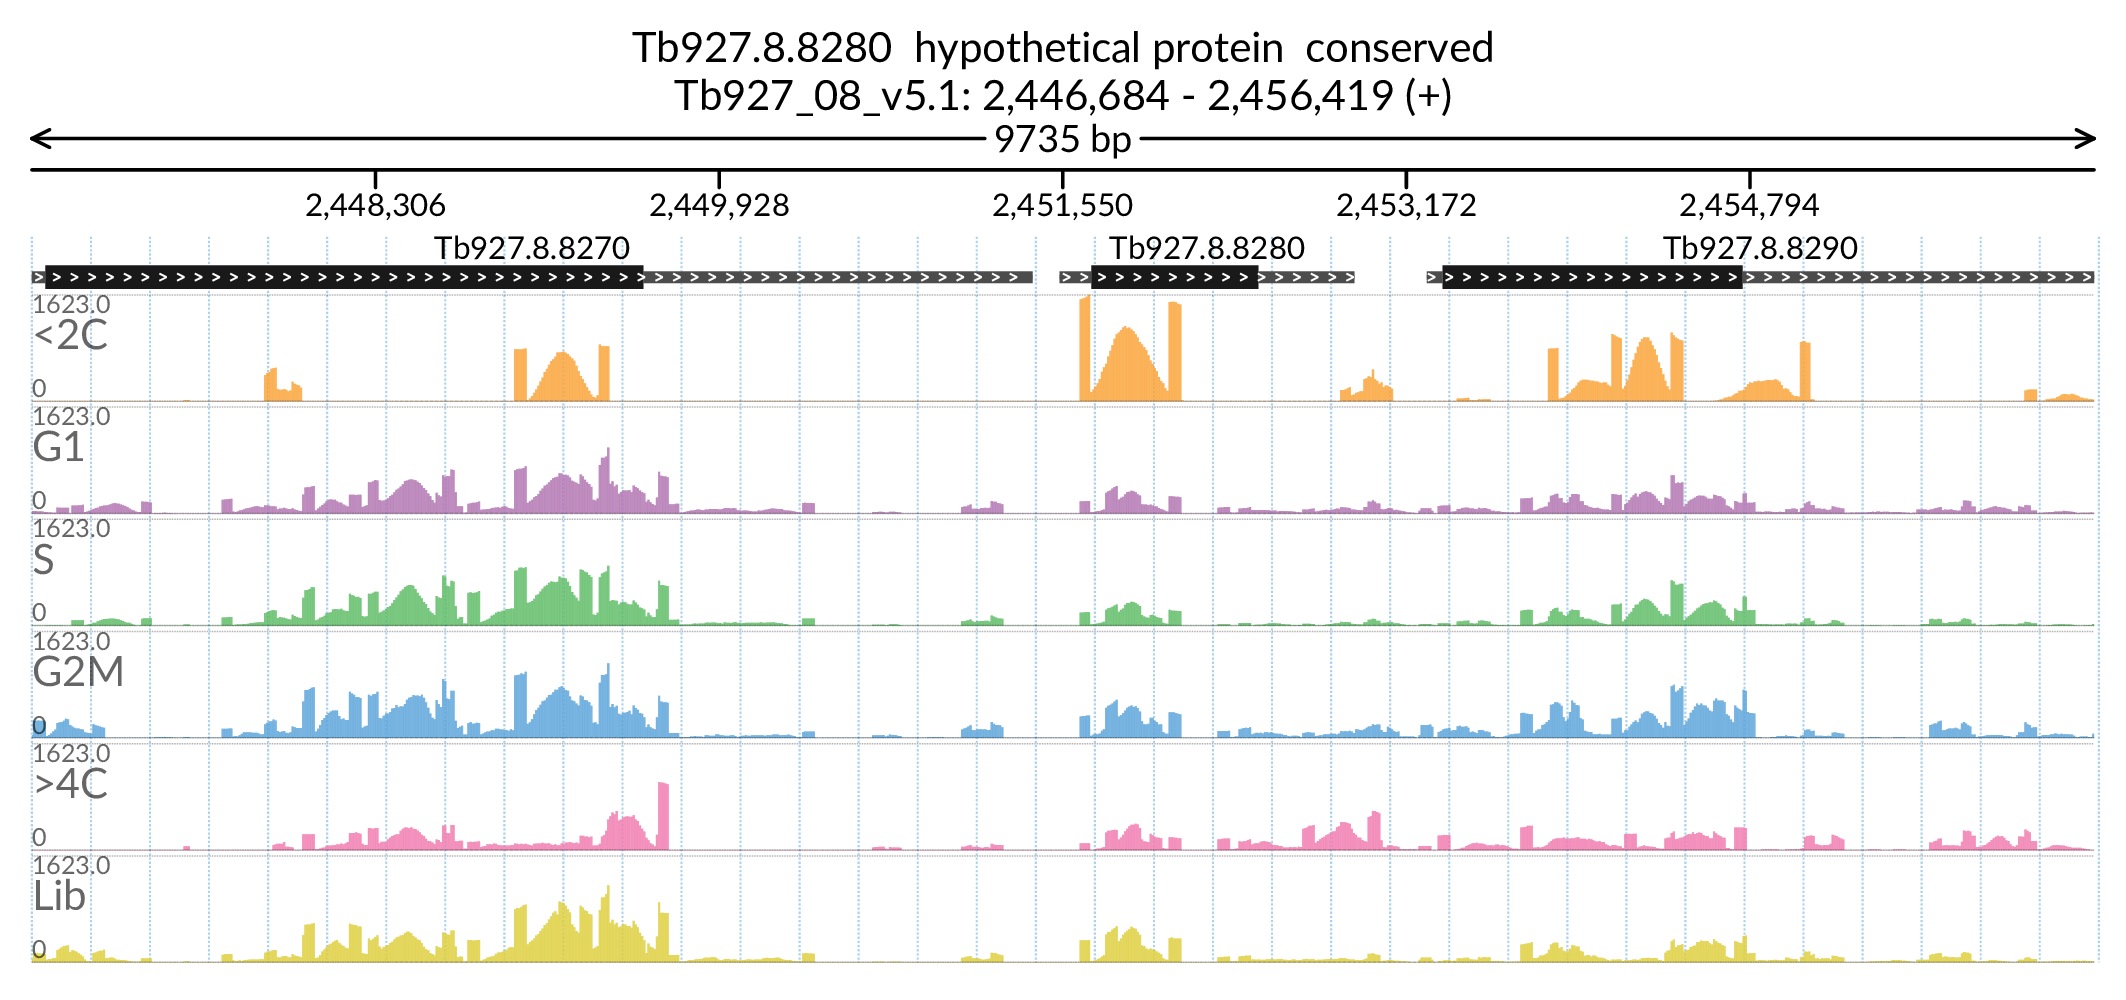 Tb927.8.8280  hypothetical protein  conserved
Tb927_08_v5.1: 2,446,684 - 2,456,419 (+)
9735 bp
2,448,306 2,449,928 2,451,550 2,453,172 2,454,794
Tb927.8.8270 Tb927.8.8280 Tb927.8.8290
1623.0
<2C
0
1623.0
G1
0
1623.0
S
0
1623.0
G2M
0
1623.0
>4C
0
1623.0
Lib
0